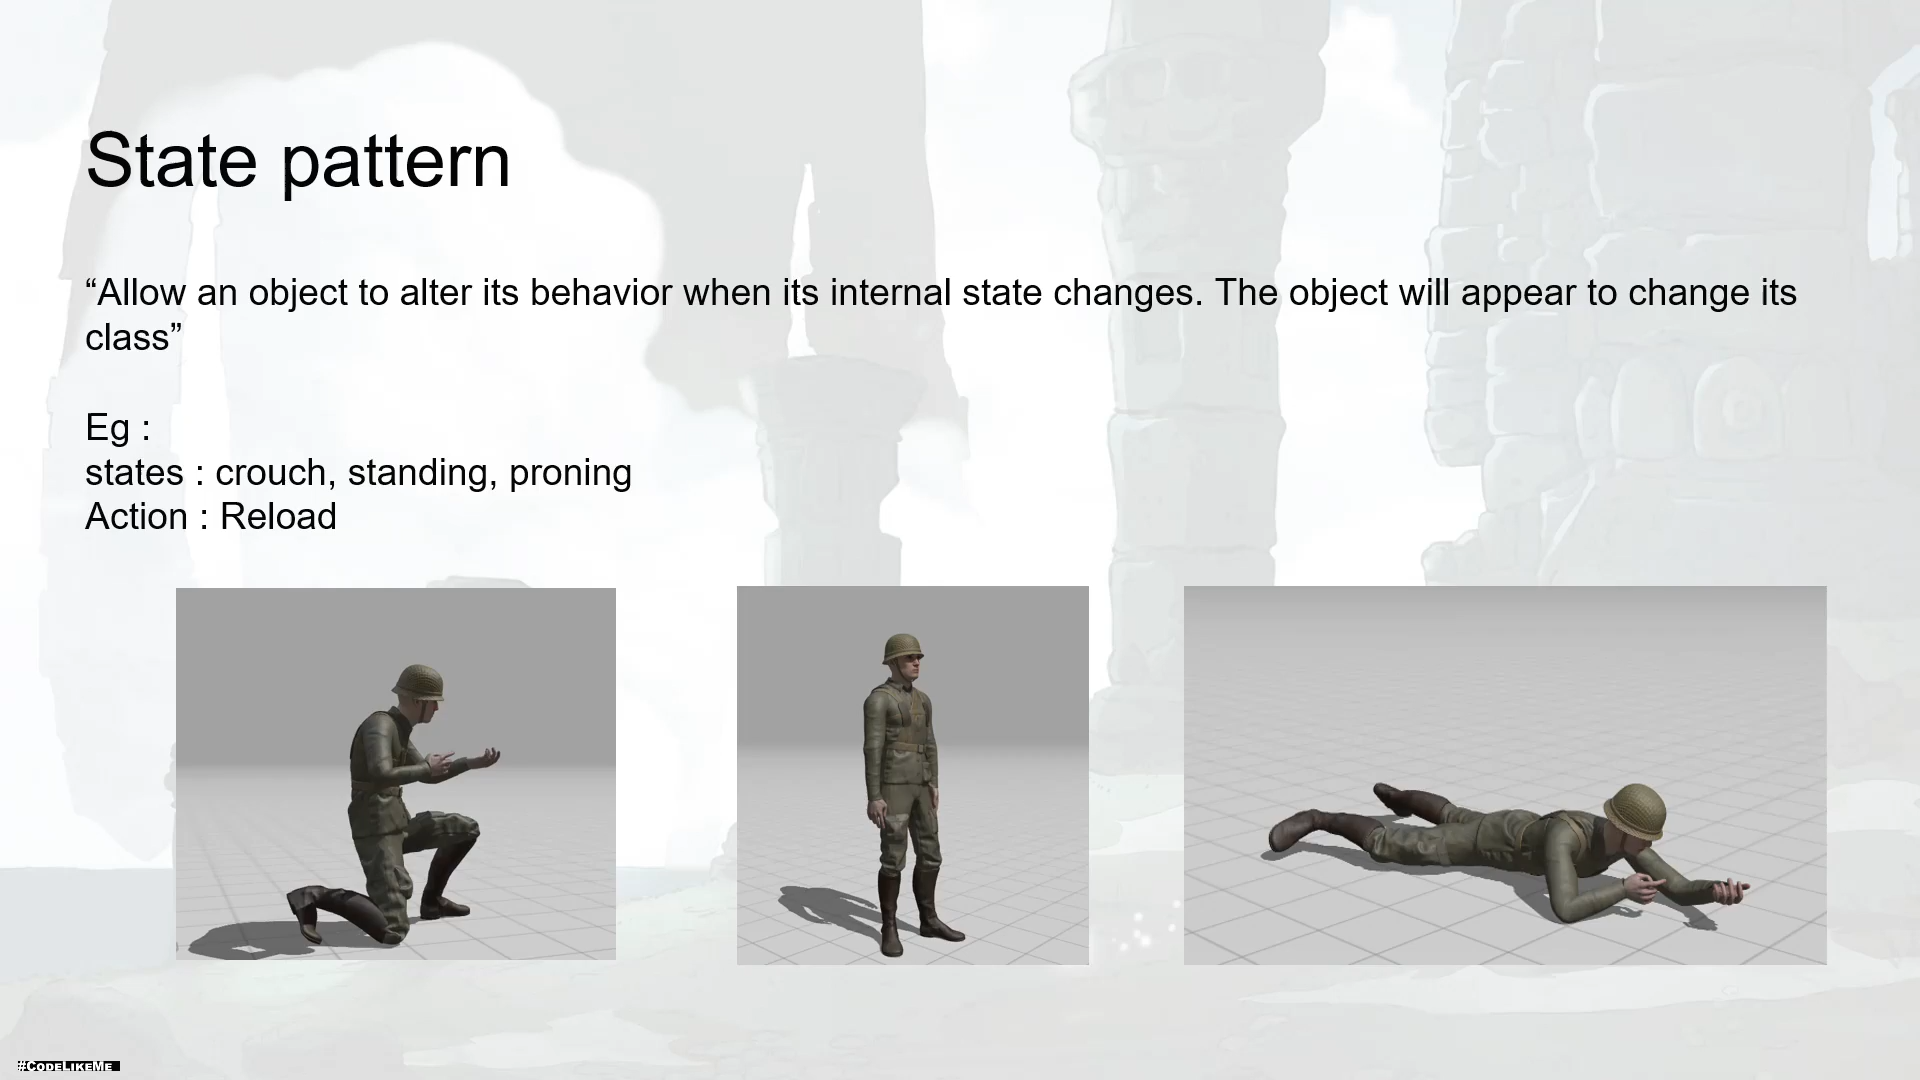 State pattern
“Allow an object to alter its behavior when its internal state changes. The object will appear to change its
class”
Eg :
states : crouch, standing, proning
Action : Reload
#CodeLikeMe